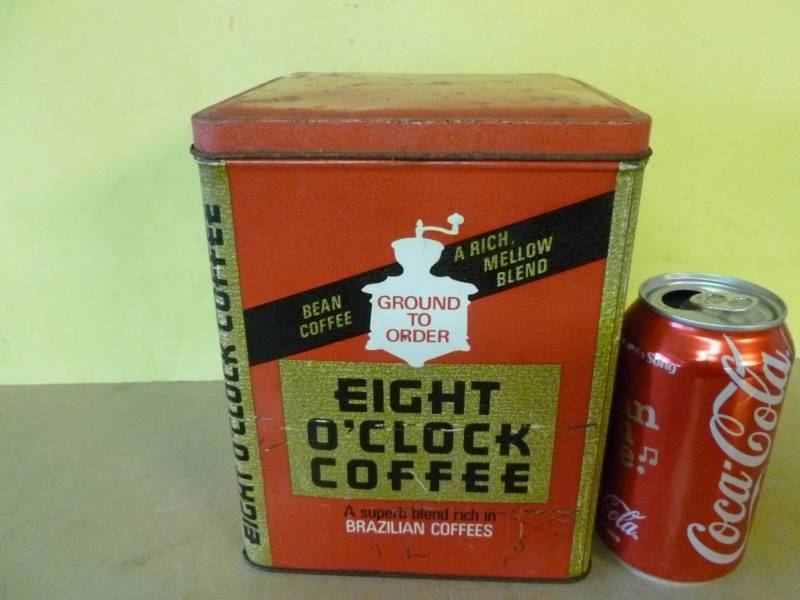 EIGHT O'CLOCK COFFEE
BEAN
COFFEE
GROUND
TO
ORDER
A RICH,
MELLOW
BLEND
EIGHT
O'CLOCK
COFFEE
A superb blend rich in
BRAZILIAN COFFEES
Song
Coca-Cola
Cola